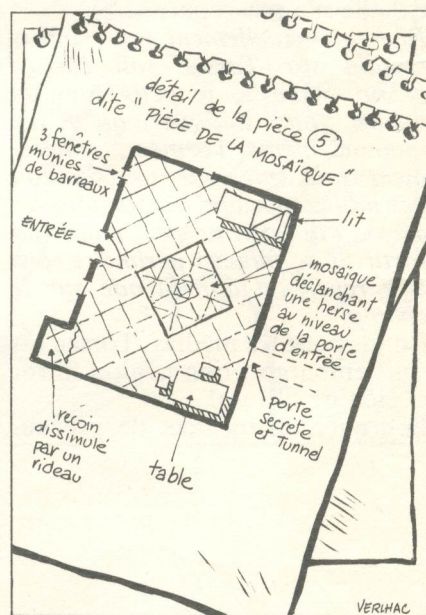 détail de la pièce 5
dite "PIÈCE DE LA MOSAÏQUE"
3 fenêtres
munies
de barreaux
ENTRÉE
lit
mosaïque
déclanchant
une herse
au niveau
de la porte
d'entrée
porte
secrète
et Tunnel
table
recoin
dissimulé
par un
rideau
VERLHAC